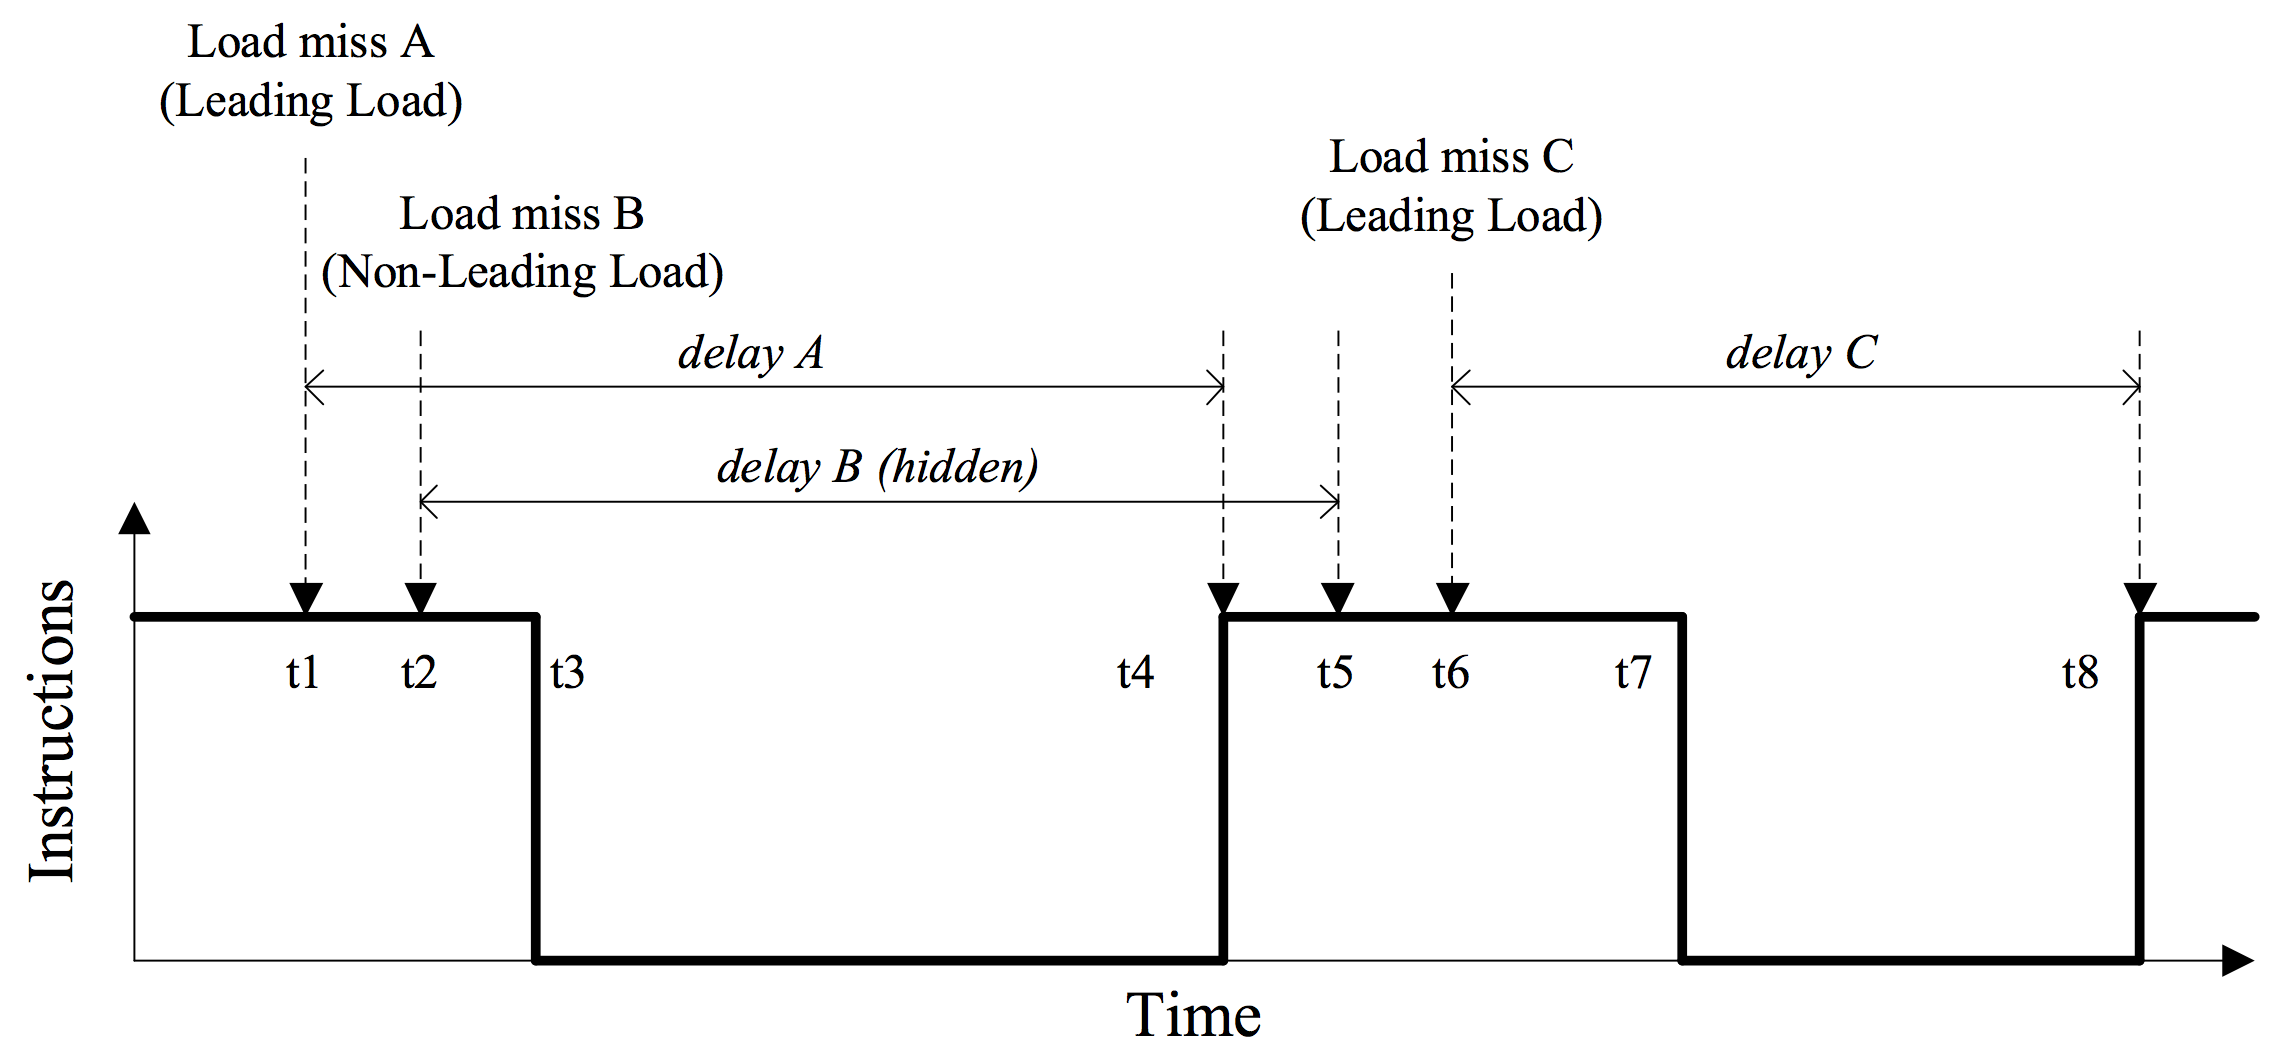 Load miss A
(Leading Load)
Load miss B
(Non-Leading Load)
Load miss C
(Leading Load)
delay A
delay C
delay B (hidden)
t1
t2
t3
t4
t5
t6
t7
t8
Instructions
Time